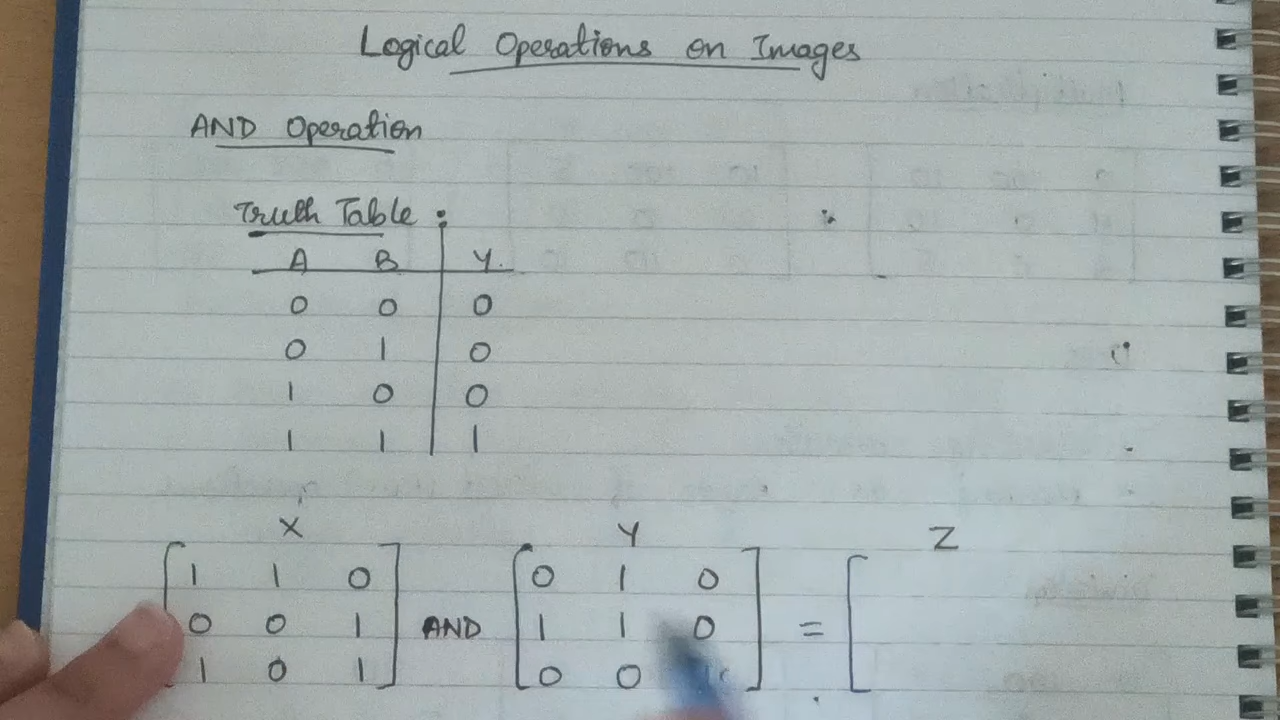 Logical Operations on Images
AND Operation
Truth Table :
A B Y
0 0 0
0 1 0
1 0 0
1 1 1
X Y Z
1 1 0 0 1 0
0 0 1 AND 1 1 0 =
1 0 1 0 0